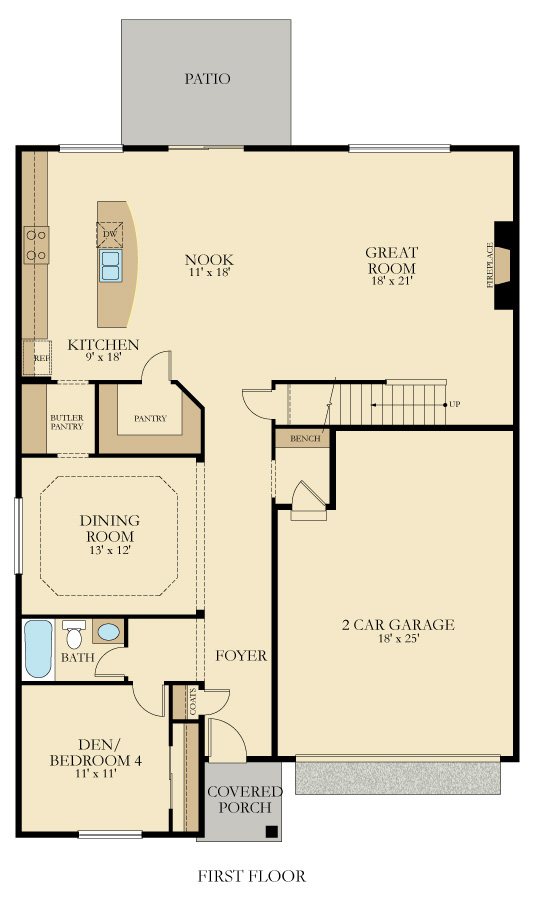 PATIO
NOOK
11' x 18'
GREAT
ROOM
18' x 21'
FIREPLACE
DW
KITCHEN
9' x 18'
REF
BUTLER
PANTRY
PANTRY
UP
BENCH
DINING
ROOM
13' x 12'
2 CAR GARAGE
18' x 25'
BATH
FOYER
COATS
DEN/
BEDROOM 4
11' x 11'
COVERED
PORCH
FIRST FLOOR